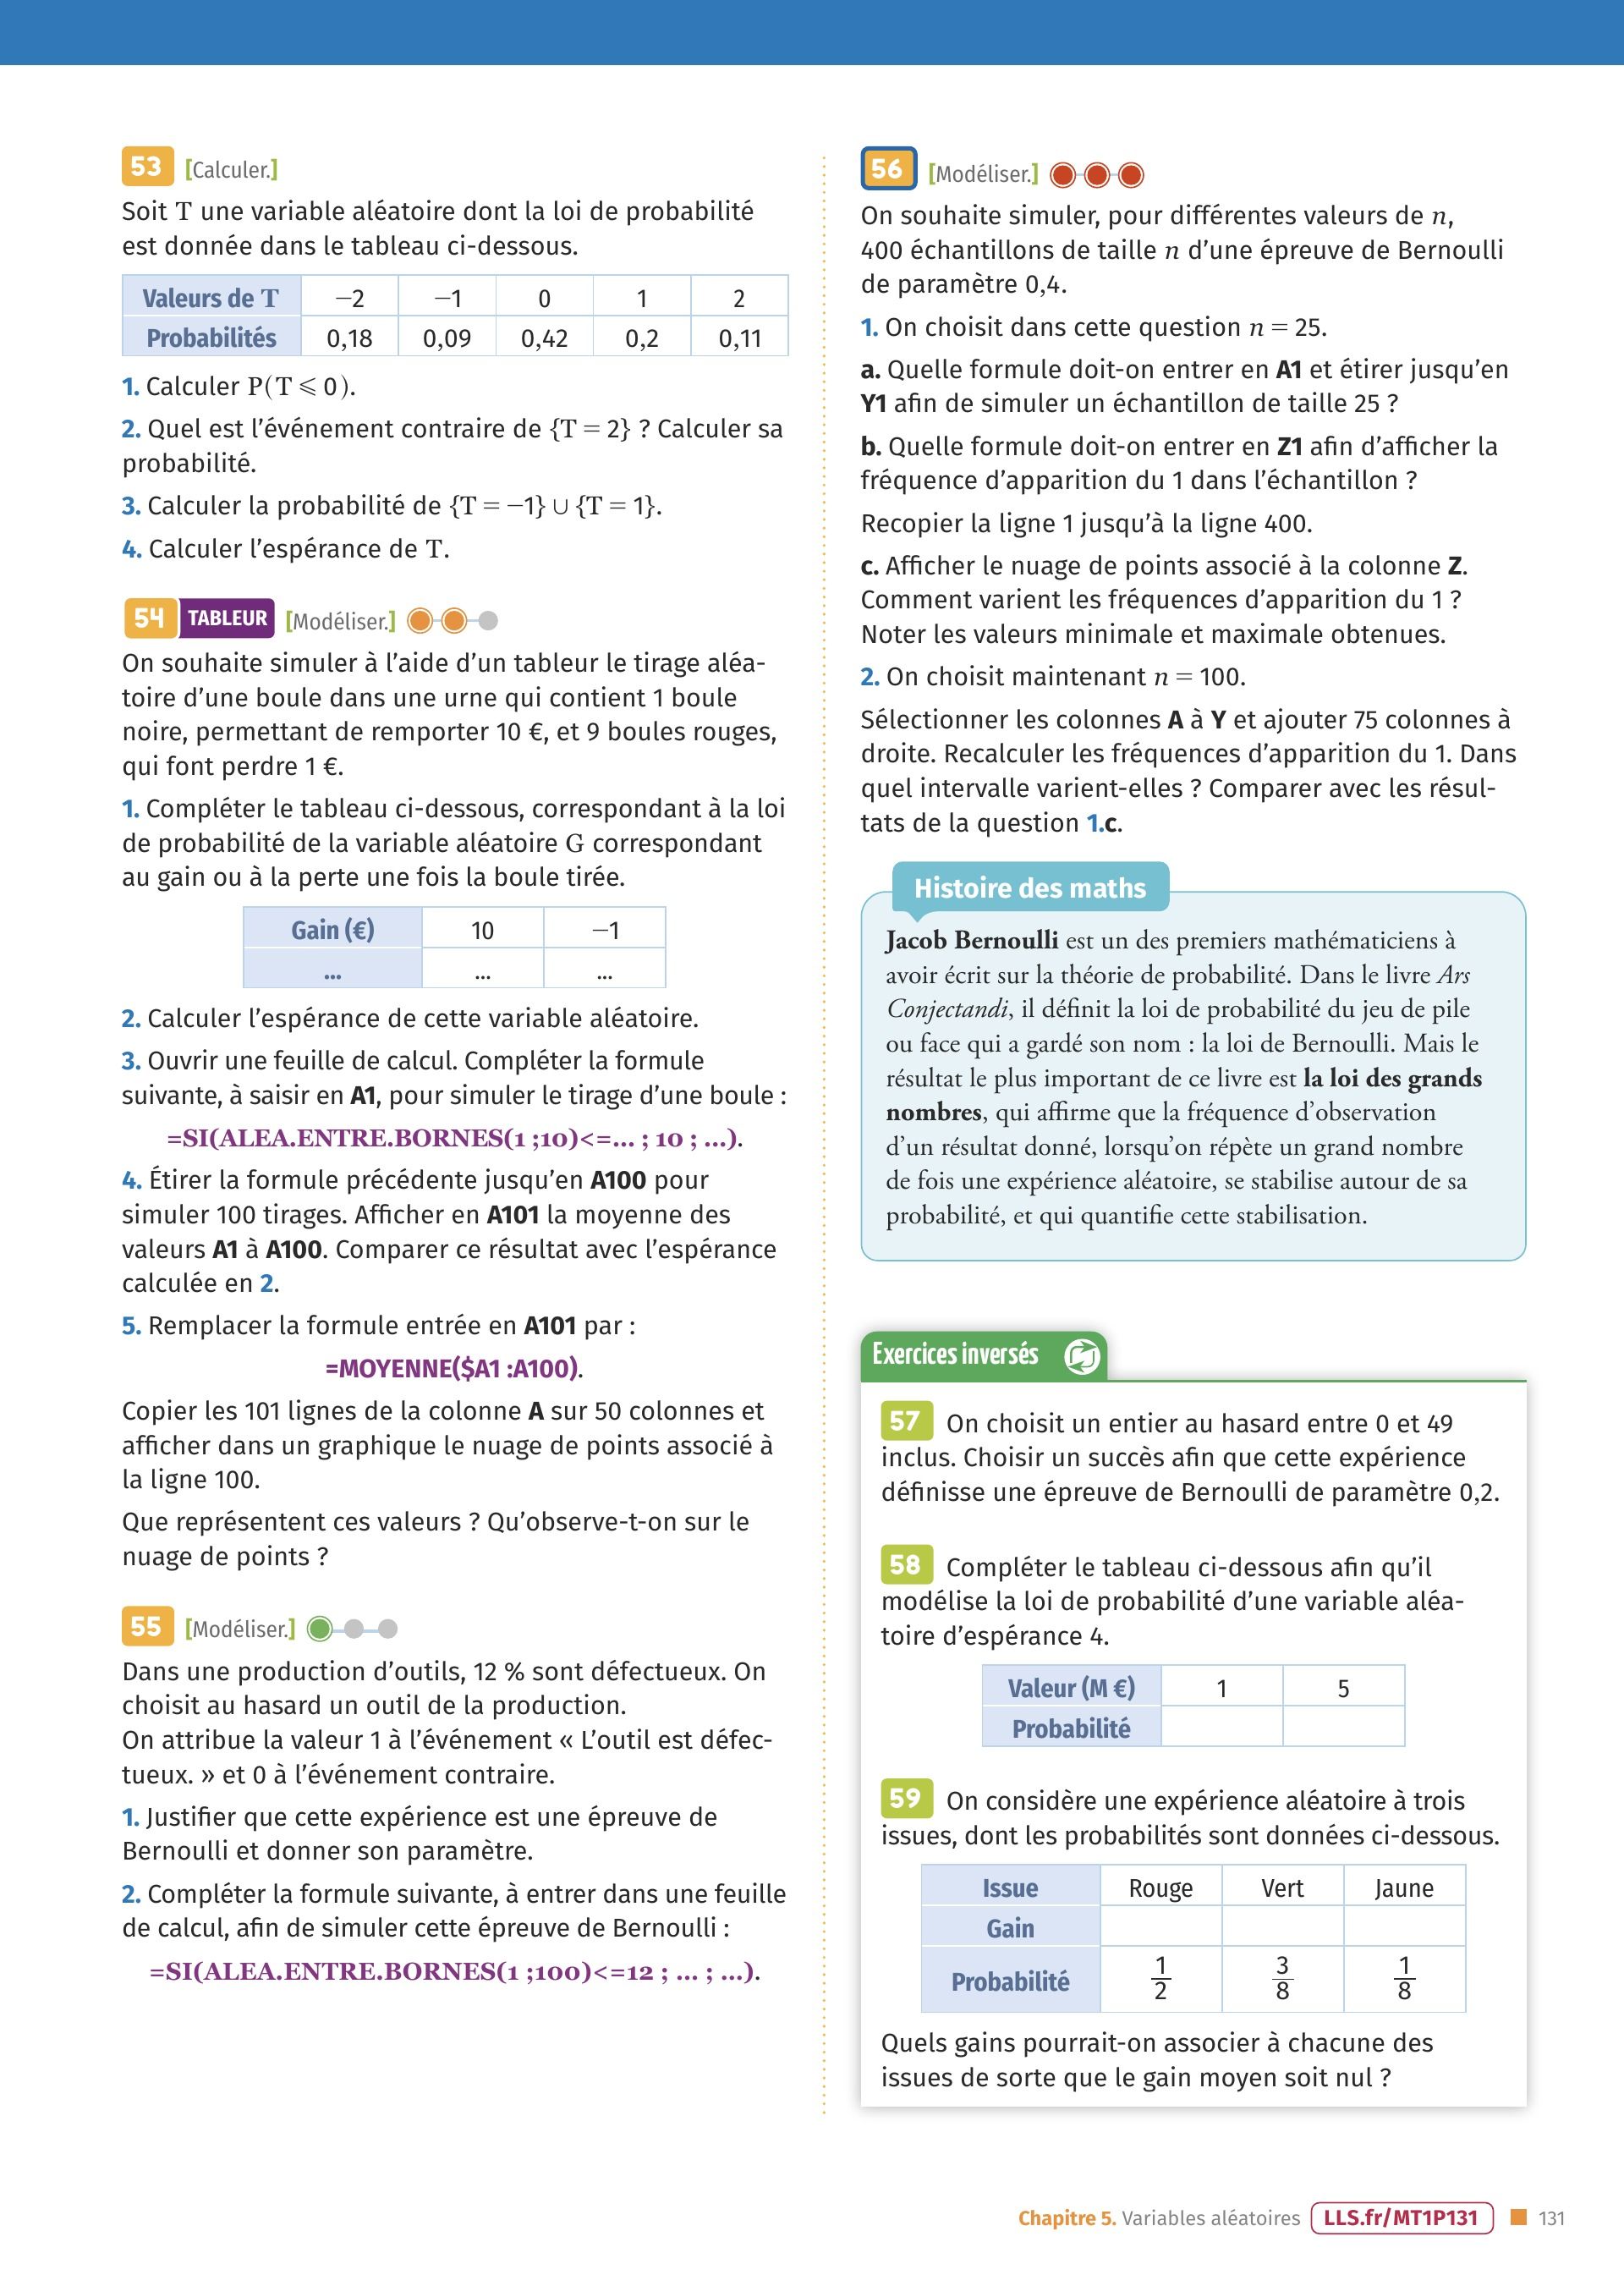 53 [Calculer.]
Soit T une variable aléatoire dont la loi de probabilité
est donnée dans le tableau ci-dessous.
Valeurs de T −2 −1 0 1 2
Probabilités 0,18 0,09 0,42 0,2 0,11
1. Calculer P(T ⩽ 0).
2. Quel est l’événement contraire de {T = 2} ? Calculer sa
probabilité.
3. Calculer la probabilité de {T = −1} ∪ {T = 1}.
4. Calculer l’espérance de T.
54 TABLEUR [Modéliser.]
On souhaite simuler à l’aide d’un tableur le tirage aléa-
toire d’une boule dans une urne qui contient 1 boule
noire, permettant de remporter 10 €, et 9 boules rouges,
qui font perdre 1 €.
1. Compléter le tableau ci-dessous, correspondant à la loi
de probabilité de la variable aléatoire G correspondant
au gain ou à la perte une fois la boule tirée.
Gain (€) 10 −1
... ... ...
2. Calculer l’espérance de cette variable aléatoire.
3. Ouvrir une feuille de calcul. Compléter la formule
suivante, à saisir en A1, pour simuler le tirage d’une boule :
=SI(ALEA.ENTRE.BORNES(1 ;10)<=... ; 10 ; ...).
4. Étirer la formule précédente jusqu’en A100 pour
simuler 100 tirages. Afficher en A101 la moyenne des
valeurs A1 à A100. Comparer ce résultat avec l’espérance
calculée en 2.
5. Remplacer la formule entrée en A101 par :
=MOYENNE($A1 :A100).
Copier les 101 lignes de la colonne A sur 50 colonnes et
afficher dans un graphique le nuage de points associé à
la ligne 100.
Que représentent ces valeurs ? Qu’observe-t-on sur le
nuage de points ?
55 [Modéliser.]
Dans une production d’outils, 12 % sont défectueux. On
choisit au hasard un outil de la production.
On attribue la valeur 1 à l’événement « L’outil est défec-
tueux. » et 0 à l’événement contraire.
1. Justifier que cette expérience est une épreuve de
Bernoulli et donner son paramètre.
2. Compléter la formule suivante, à entrer dans une feuille
de calcul, afin de simuler cette épreuve de Bernoulli :
=SI(ALEA.ENTRE.BORNES(1 ;100)<=12 ; ... ; ...).
56 [Modéliser.]
On souhaite simuler, pour différentes valeurs de n,
400 échantillons de taille n d’une épreuve de Bernoulli
de paramètre 0,4.
1. On choisit dans cette question n = 25.
a. Quelle formule doit-on entrer en A1 et étirer jusqu’en
Y1 afin de simuler un échantillon de taille 25 ?
b. Quelle formule doit-on entrer en Z1 afin d’afficher la
fréquence d’apparition du 1 dans l’échantillon ?
Recopier la ligne 1 jusqu’à la ligne 400.
c. Afficher le nuage de points associé à la colonne Z.
Comment varient les fréquences d’apparition du 1 ?
Noter les valeurs minimale et maximale obtenues.
2. On choisit maintenant n = 100.
Sélectionner les colonnes A à Y et ajouter 75 colonnes à
droite. Recalculer les fréquences d’apparition du 1. Dans
quel intervalle varient-elles ? Comparer avec les résul-
tats de la question 1.c.
Histoire des maths
Jacob Bernoulli est un des premiers mathématiciens à
avoir écrit sur la théorie de probabilité. Dans le livre Ars
Conjectandi, il définit la loi de probabilité du jeu de pile
ou face qui a gardé son nom : la loi de Bernoulli. Mais le
résultat le plus important de ce livre est la loi des grands
nombres, qui affirme que la fréquence d’observation
d’un résultat donné, lorsqu’on répète un grand nombre
de fois une expérience aléatoire, se stabilise autour de sa
probabilité, et qui quantifie cette stabilisation.
Exercices inversés
57 On choisit un entier au hasard entre 0 et 49
inclus. Choisir un succès afin que cette expérience
définisse une épreuve de Bernoulli de paramètre 0,2.
58 Compléter le tableau ci-dessous afin qu’il
modélise la loi de probabilité d’une variable aléa-
toire d’espérance 4.
Valeur (M €) 1 5
Probabilité
59 On considère une expérience aléatoire à trois
issues, dont les probabilités sont données ci-dessous.
Issue Rouge Vert Jaune
Gain
Probabilité 1/2 3/8 1/8
Quels gains pourrait-on associer à chacune des
issues de sorte que le gain moyen soit nul ?
Chapitre 5. Variables aléatoires LLS.fr/MT1P131 131